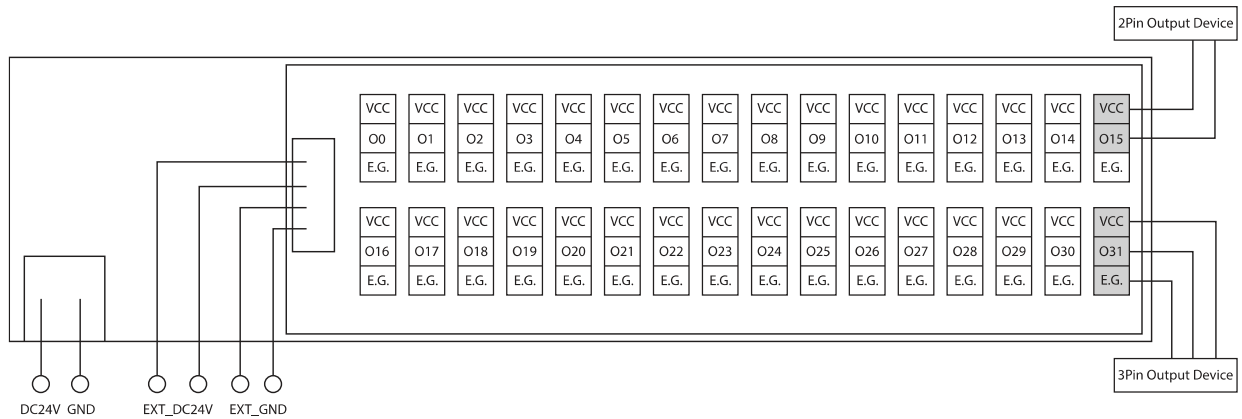 2Pin Output Device
VCC VCC VCC VCC VCC VCC VCC VCC VCC VCC VCC VCC VCC VCC VCC VCC
O0 O1 O2 O3 O4 O5 O6 O7 O8 O9 O10 O11 O12 O13 O14 O15
E.G. E.G. E.G. E.G. E.G. E.G. E.G. E.G. E.G. E.G. E.G. E.G. E.G. E.G. E.G. E.G.
VCC VCC VCC VCC VCC VCC VCC VCC VCC VCC VCC VCC VCC VCC VCC VCC
O16 O17 O18 O19 O20 O21 O22 O23 O24 O25 O26 O27 O28 O29 O30 O31
E.G. E.G. E.G. E.G. E.G. E.G. E.G. E.G. E.G. E.G. E.G. E.G. E.G. E.G. E.G. E.G.
3Pin Output Device
DC24V GND EXT_DC24V EXT_GND